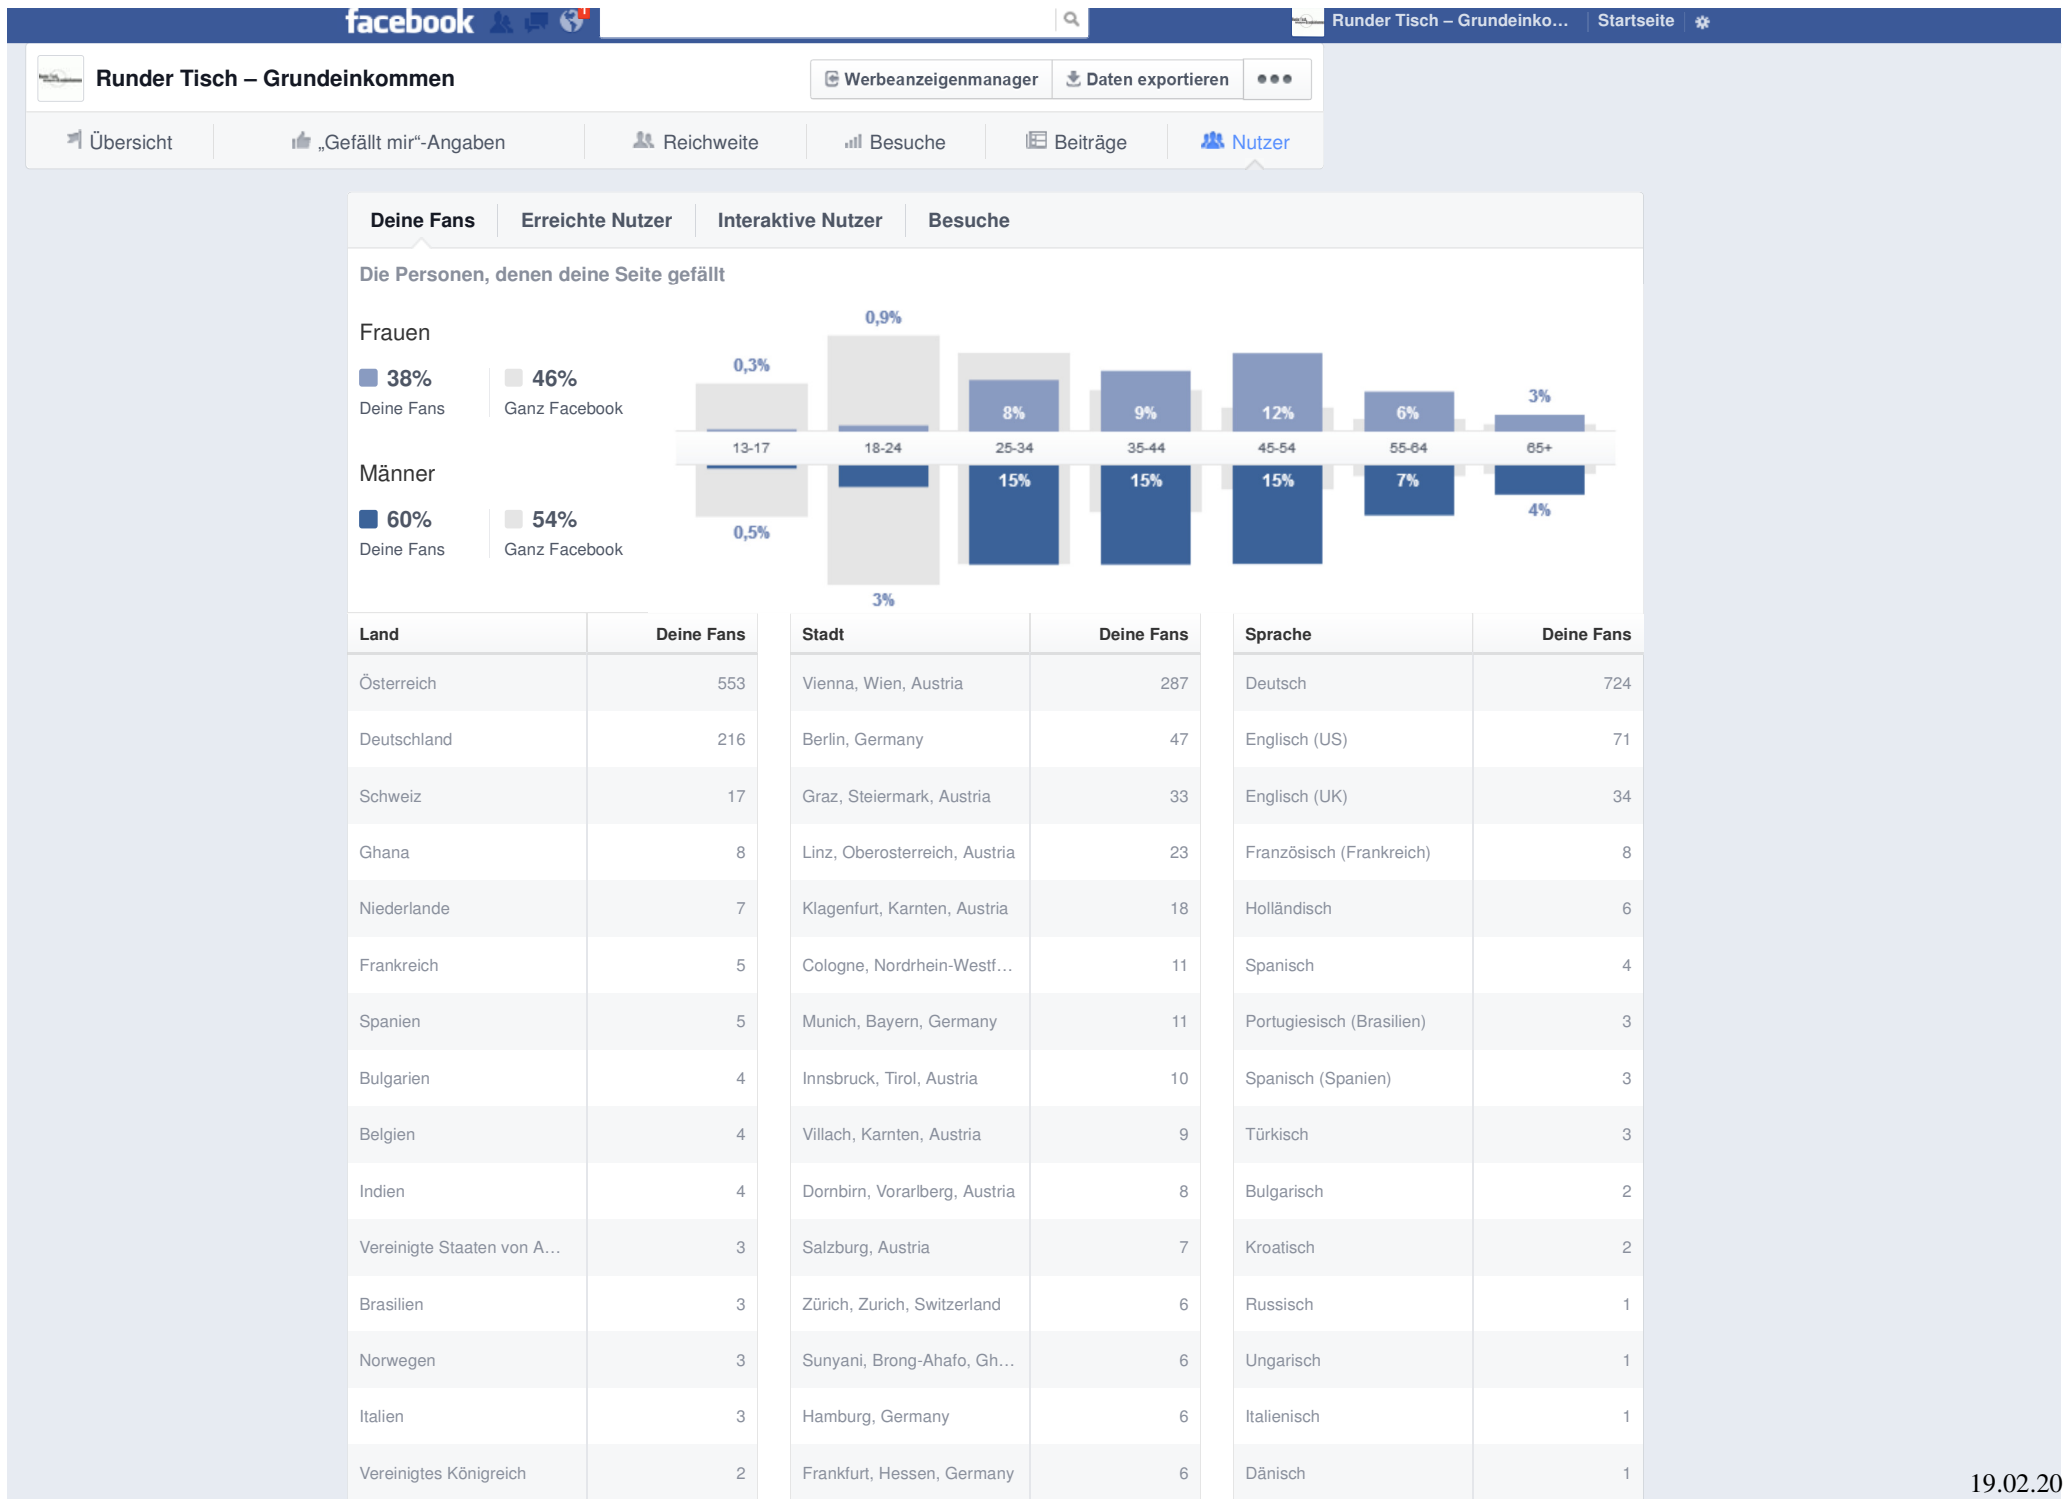 facebook
1
Runder Tisch – Grundeinko…
Startseite
Runder Tisch – Grundeinkommen
Werbeanzeigenmanager
Daten exportieren
Übersicht
„Gefällt mir“-Angaben
Reichweite
Besuche
Beiträge
Nutzer
Deine Fans
Erreichte Nutzer
Interaktive Nutzer
Besuche
Die Personen, denen deine Seite gefällt
Frauen
38%
Deine Fans
46%
Ganz Facebook
Männer
60%
Deine Fans
54%
Ganz Facebook
0,3% 0,9% 8% 9% 12% 6% 3%
13-17 18-24 25-34 35-44 45-54 55-64 65+
0,5% 3% 15% 15% 15% 7% 4%
Land Deine Fans
Österreich 553
Deutschland 216
Schweiz 17
Ghana 8
Niederlande 7
Frankreich 5
Spanien 5
Bulgarien 4
Belgien 4
Indien 4
Vereinigte Staaten von A… 3
Brasilien 3
Norwegen 3
Italien 3
Vereinigtes Königreich 2
Stadt Deine Fans
Vienna, Wien, Austria 287
Berlin, Germany 47
Graz, Steiermark, Austria 33
Linz, Oberosterreich, Austria 23
Klagenfurt, Karnten, Austria 18
Cologne, Nordrhein-Westf… 11
Munich, Bayern, Germany 11
Innsbruck, Tirol, Austria 10
Villach, Karnten, Austria 9
Dornbirn, Vorarlberg, Austria 8
Salzburg, Austria 7
Zürich, Zurich, Switzerland 6
Sunyani, Brong-Ahafo, Gh… 6
Hamburg, Germany 6
Frankfurt, Hessen, Germany 6
Sprache Deine Fans
Deutsch 724
Englisch (US) 71
Englisch (UK) 34
Französisch (Frankreich) 8
Holländisch 6
Spanisch 4
Portugiesisch (Brasilien) 3
Spanisch (Spanien) 3
Türkisch 3
Bulgarisch 2
Kroatisch 2
Russisch 1
Ungarisch 1
Italienisch 1
Dänisch 1
19.02.20